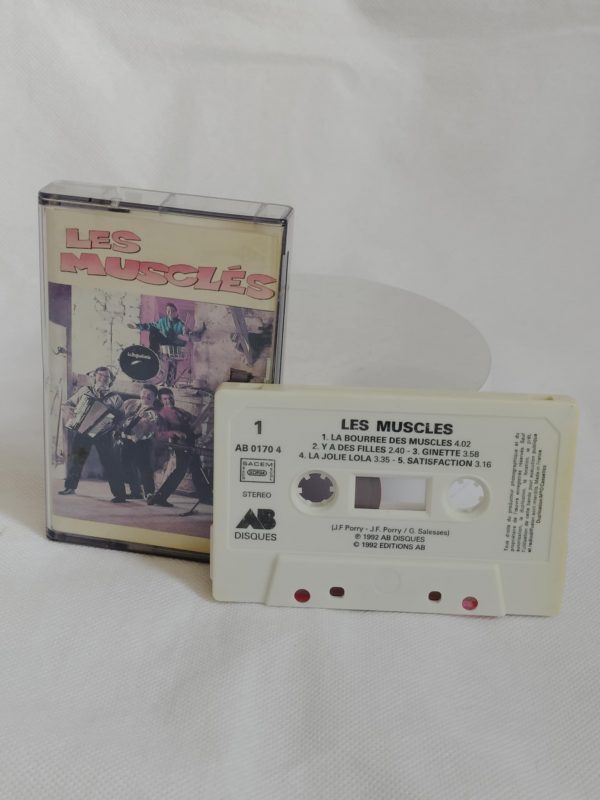 LES
MUSCLÉS
1
AB 0170 4
SACEM
STEREO
AB
DISQUES
LES MUSCLES
1. LA BOURREE DES MUSCLES 4.02
2. Y A DES FILLES 2.40 - 3. GINETTE 3.58
4. LA JOLIE LOLA 3.35 - 5. SATISFACTION 3.16
(J.F Porry - J.F. Porry / G. Salesses)
℗ 1992 AB DISQUES
© 1992 EDITIONS AB